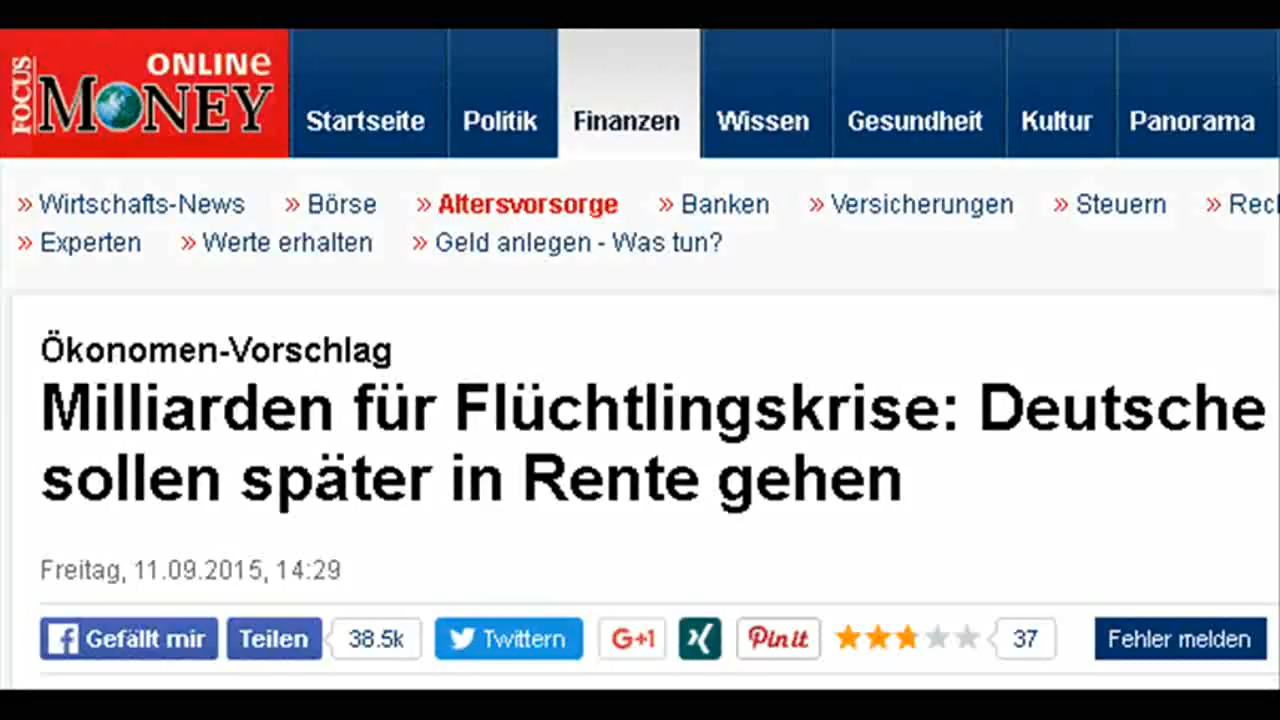 FOCUS
ONLINE
MONEY
Startseite Politik Finanzen Wissen Gesundheit Kultur Panorama
» Wirtschafts-News » Börse » Altersvorsorge » Banken » Versicherungen » Steuern »
» Experten » Werte erhalten » Geld anlegen - Was tun?
Ökonomen-Vorschlag
Milliarden für Flüchtlingskrise: Deutsche
sollen später in Rente gehen
Freitag, 11.09.2015, 14:29
f Gefällt mir Teilen 38.5k Twittern G+1 Pin it 37 Fehler melden